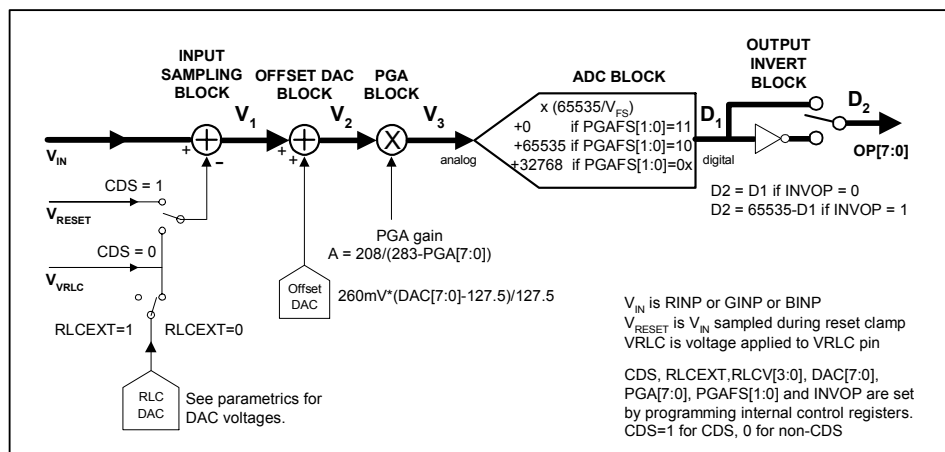 INPUT
SAMPLING
BLOCK
OFFSET DAC
BLOCK
PGA
BLOCK
ADC BLOCK
OUTPUT
INVERT
BLOCK
V1
V2
V3
D1
D2
x (65535/VFS)
+0 if PGAFS[1:0]=11
+65535 if PGAFS[1:0]=10
+32768 if PGAFS[1:0]=0x
analog
digital
OP[7:0]
VIN
+
−
+
+
+
X
CDS = 1
VRESET
CDS = 0
VVRLC
RLCEXT=1
RLCEXT=0
RLC
DAC
See parametrics for
DAC voltages.
Offset
DAC
260mV*(DAC[7:0]-127.5)/127.5
PGA gain
A = 208/(283-PGA[7:0])
D2 = D1 if INVOP = 0
D2 = 65535-D1 if INVOP = 1
VIN is RINP or GINP or BINP
VRESET is VIN sampled during reset clamp
VRLC is voltage applied to VRLC pin
CDS, RLCEXT,RLCV[3:0], DAC[7:0],
PGA[7:0], PGAFS[1:0] and INVOP are set
by programming internal control registers.
CDS=1 for CDS, 0 for non-CDS